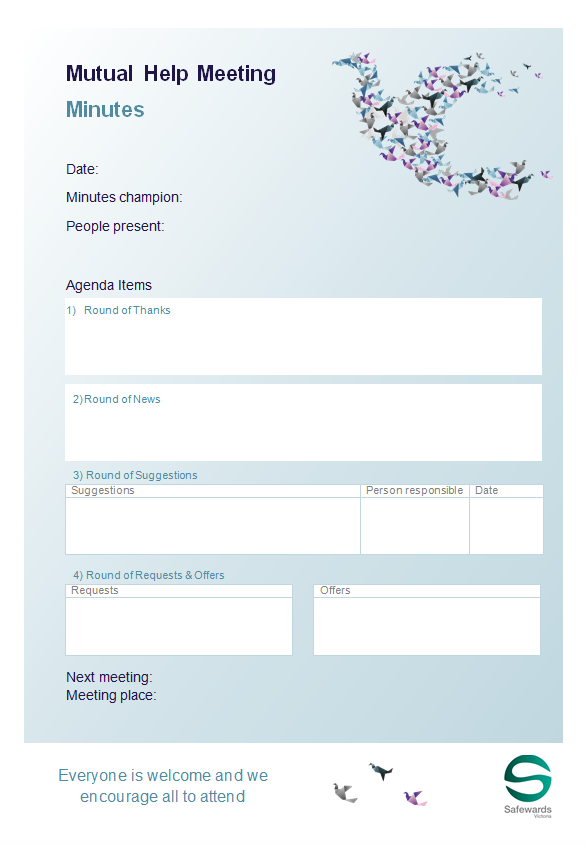 Mutual Help Meeting
Minutes
Date:
Minutes champion:
People present:
Agenda Items
1) Round of Thanks
2) Round of News
3) Round of Suggestions
Suggestions Person responsible Date
4) Round of Requests & Offers
Requests Offers
Next meeting:
Meeting place:
Everyone is welcome and we
encourage all to attend
Safewards
Victoria